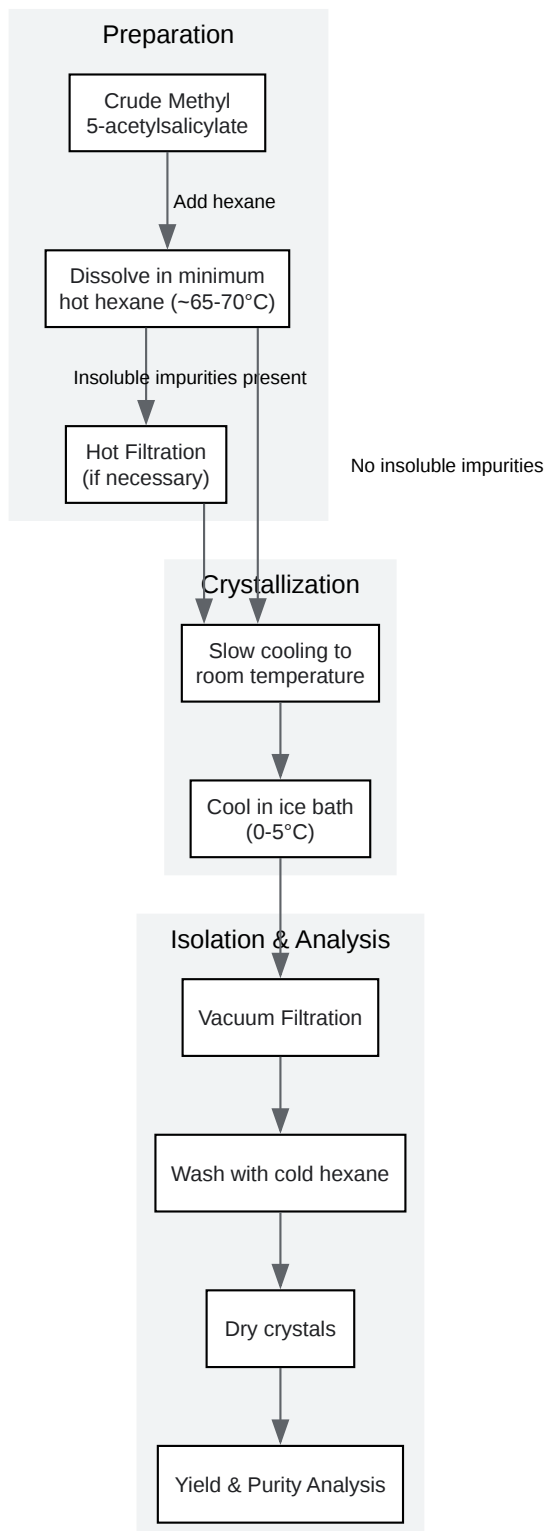 Preparation
Crude Methyl
5-acetylsalicylate
Add hexane
Dissolve in minimum
hot hexane (~65-70°C)
Insoluble impurities present
Hot Filtration
(if necessary)
No insoluble impurities
Crystallization
Slow cooling to
room temperature
Cool in ice bath
(0-5°C)
Isolation & Analysis
Vacuum Filtration
Wash with cold hexane
Dry crystals
Yield & Purity Analysis